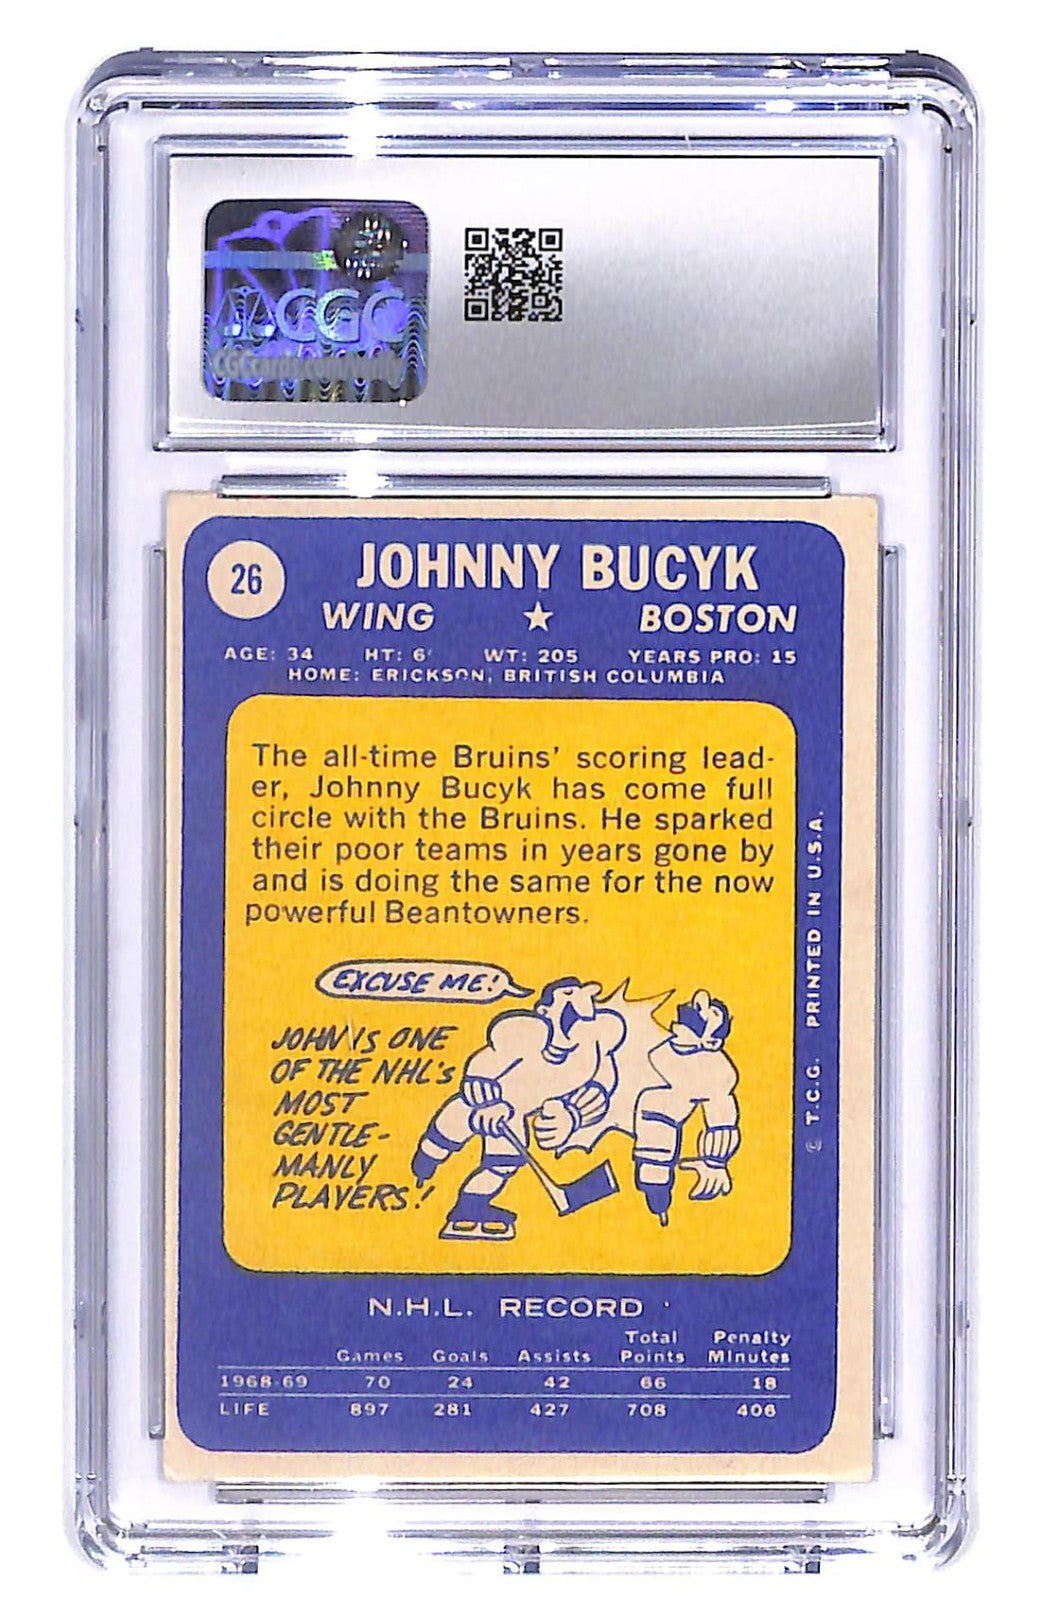 CGC
CGCcards.com
26
JOHNNY BUCYK
WING ★ BOSTON
AGE: 34 HT: 6' WT: 205 YEARS PRO: 15
HOME: ERICKSON, BRITISH COLUMBIA
The all-time Bruins' scoring lead-
er, Johnny Bucyk has come full
circle with the Bruins. He sparked
their poor teams in years gone by
and is doing the same for the now
powerful Beantowners.
EXCUSE ME!
JOHN IS ONE
OF THE NHL'S
MOST
GENTLE-
MANLY
PLAYERS!
© T.C.G. PRINTED IN U.S.A.
N.H.L. RECORD
Games Goals Assists Total Points Penalty Minutes
1968-69 70 24 42 66 18
LIFE 897 281 427 708 406